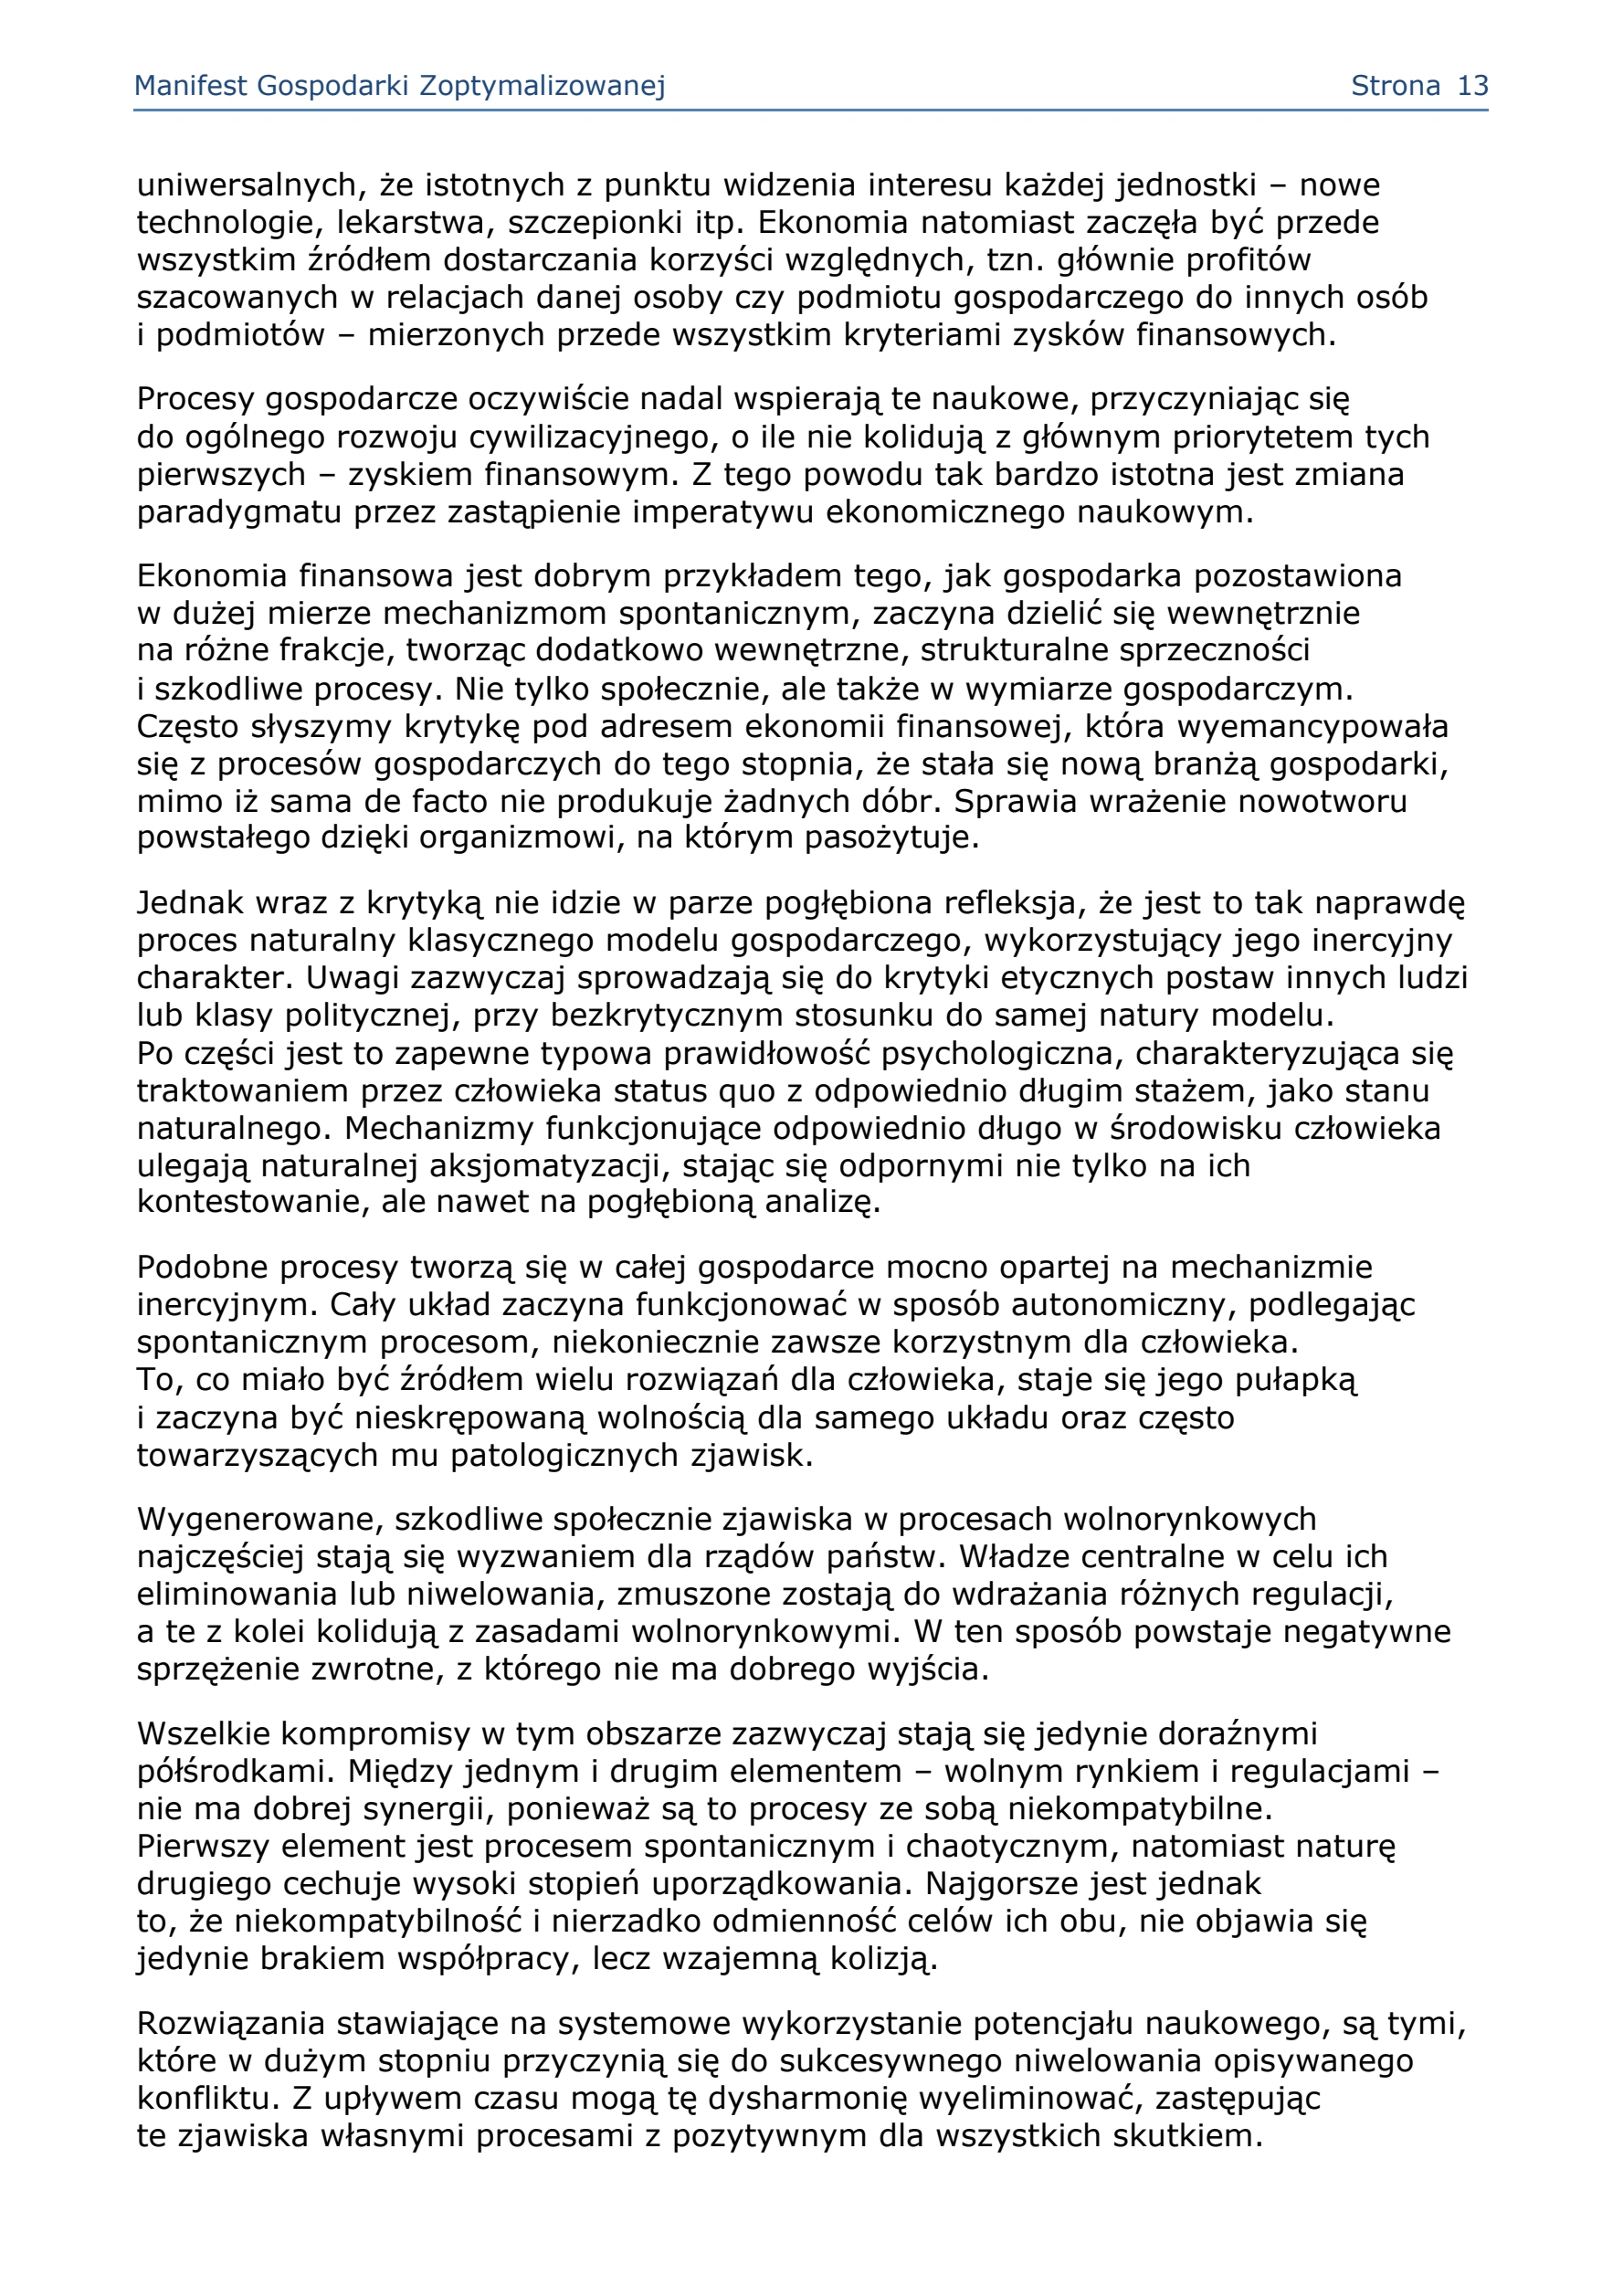 Manifest Gospodarki Zoptymalizowanej Strona 13
uniwersalnych, że istotnych z punktu widzenia interesu każdej jednostki – nowe
technologie, lekarstwa, szczepionki itp. Ekonomia natomiast zaczęła być przede
wszystkim źródłem dostarczania korzyści względnych, tzn. głównie profitów
szacowanych w relacjach danej osoby czy podmiotu gospodarczego do innych osób
i podmiotów – mierzonych przede wszystkim kryteriami zysków finansowych.
Procesy gospodarcze oczywiście nadal wspierają te naukowe, przyczyniając się
do ogólnego rozwoju cywilizacyjnego, o ile nie kolidują z głównym priorytetem tych
pierwszych – zyskiem finansowym. Z tego powodu tak bardzo istotna jest zmiana
paradygmatu przez zastąpienie imperatywu ekonomicznego naukowym.
Ekonomia finansowa jest dobrym przykładem tego, jak gospodarka pozostawiona
w dużej mierze mechanizmom spontanicznym, zaczyna dzielić się wewnętrznie
na różne frakcje, tworząc dodatkowo wewnętrzne, strukturalne sprzeczności
i szkodliwe procesy. Nie tylko społecznie, ale także w wymiarze gospodarczym.
Często słyszymy krytykę pod adresem ekonomii finansowej, która wyemancypowała
się z procesów gospodarczych do tego stopnia, że stała się nową branżą gospodarki,
mimo iż sama de facto nie produkuje żadnych dóbr. Sprawia wrażenie nowotworu
powstałego dzięki organizmowi, na którym pasożytuje.
Jednak wraz z krytyką nie idzie w parze pogłębiona refleksja, że jest to tak naprawdę
proces naturalny klasycznego modelu gospodarczego, wykorzystujący jego inercyjny
charakter. Uwagi zazwyczaj sprowadzają się do krytyki etycznych postaw innych ludzi
lub klasy politycznej, przy bezkrytycznym stosunku do samej natury modelu.
Po części jest to zapewne typowa prawidłowość psychologiczna, charakteryzująca się
traktowaniem przez człowieka status quo z odpowiednio długim stażem, jako stanu
naturalnego. Mechanizmy funkcjonujące odpowiednio długo w środowisku człowieka
ulegają naturalnej aksjomatyzacji, stając się odpornymi nie tylko na ich
kontestowanie, ale nawet na pogłębioną analizę.
Podobne procesy tworzą się w całej gospodarce mocno opartej na mechanizmie
inercyjnym. Cały układ zaczyna funkcjonować w sposób autonomiczny, podlegając
spontanicznym procesom, niekoniecznie zawsze korzystnym dla człowieka.
To, co miało być źródłem wielu rozwiązań dla człowieka, staje się jego pułapką
i zaczyna być nieskrępowaną wolnością dla samego układu oraz często
towarzyszących mu patologicznych zjawisk.
Wygenerowane, szkodliwe społecznie zjawiska w procesach wolnorynkowych
najczęściej stają się wyzwaniem dla rządów państw. Władze centralne w celu ich
eliminowania lub niwelowania, zmuszone zostają do wdrażania różnych regulacji,
a te z kolei kolidują z zasadami wolnorynkowymi. W ten sposób powstaje negatywne
sprzężenie zwrotne, z którego nie ma dobrego wyjścia.
Wszelkie kompromisy w tym obszarze zazwyczaj stają się jedynie doraźnymi
półśrodkami. Między jednym i drugim elementem – wolnym rynkiem i regulacjami –
nie ma dobrej synergii, ponieważ są to procesy ze sobą niekompatybilne.
Pierwszy element jest procesem spontanicznym i chaotycznym, natomiast naturę
drugiego cechuje wysoki stopień uporządkowania. Najgorsze jest jednak
to, że niekompatybilność i nierzadko odmienność celów ich obu, nie objawia się
jedynie brakiem współpracy, lecz wzajemną kolizją.
Rozwiązania stawiające na systemowe wykorzystanie potencjału naukowego, są tymi,
które w dużym stopniu przyczynią się do sukcesywnego niwelowania opisywanego
konfliktu. Z upływem czasu mogą tę dysharmonię wyeliminować, zastępując
te zjawiska własnymi procesami z pozytywnym dla wszystkich skutkiem.